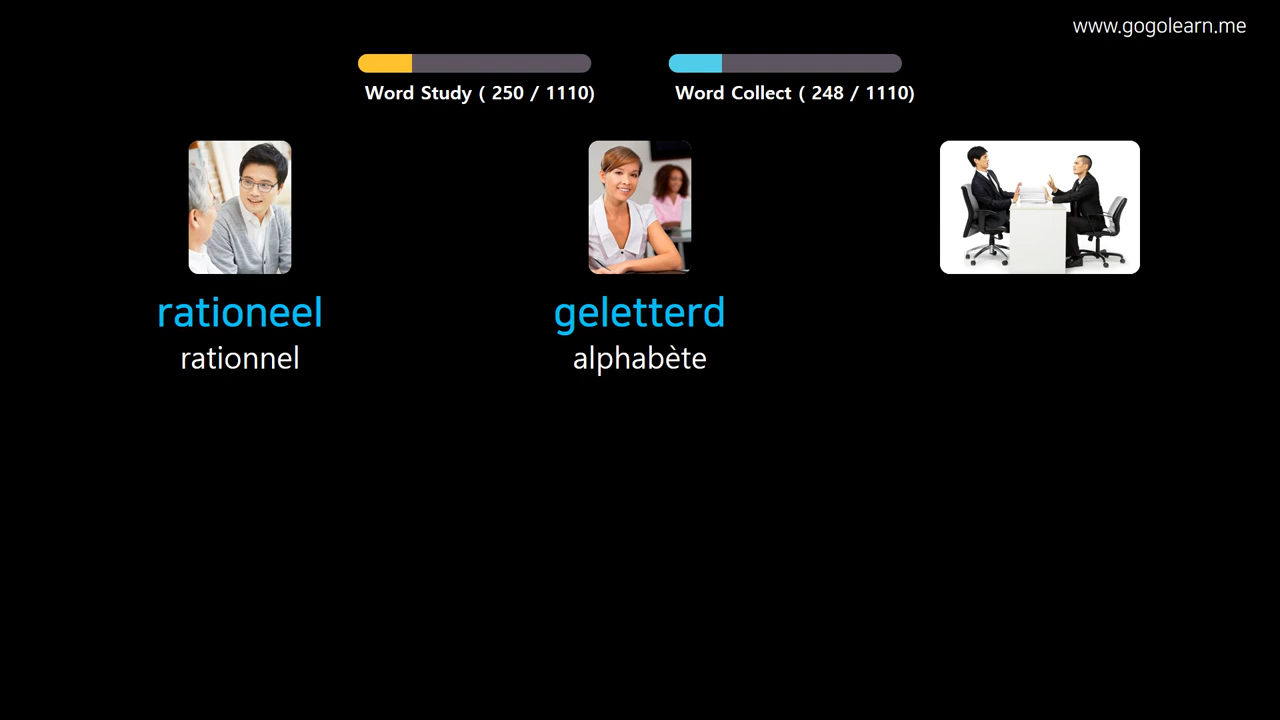 www.gogolearn.me
Word Study ( 250 / 1110)
Word Collect ( 248 / 1110)
rationeel
rationnel
geletterd
alphabète